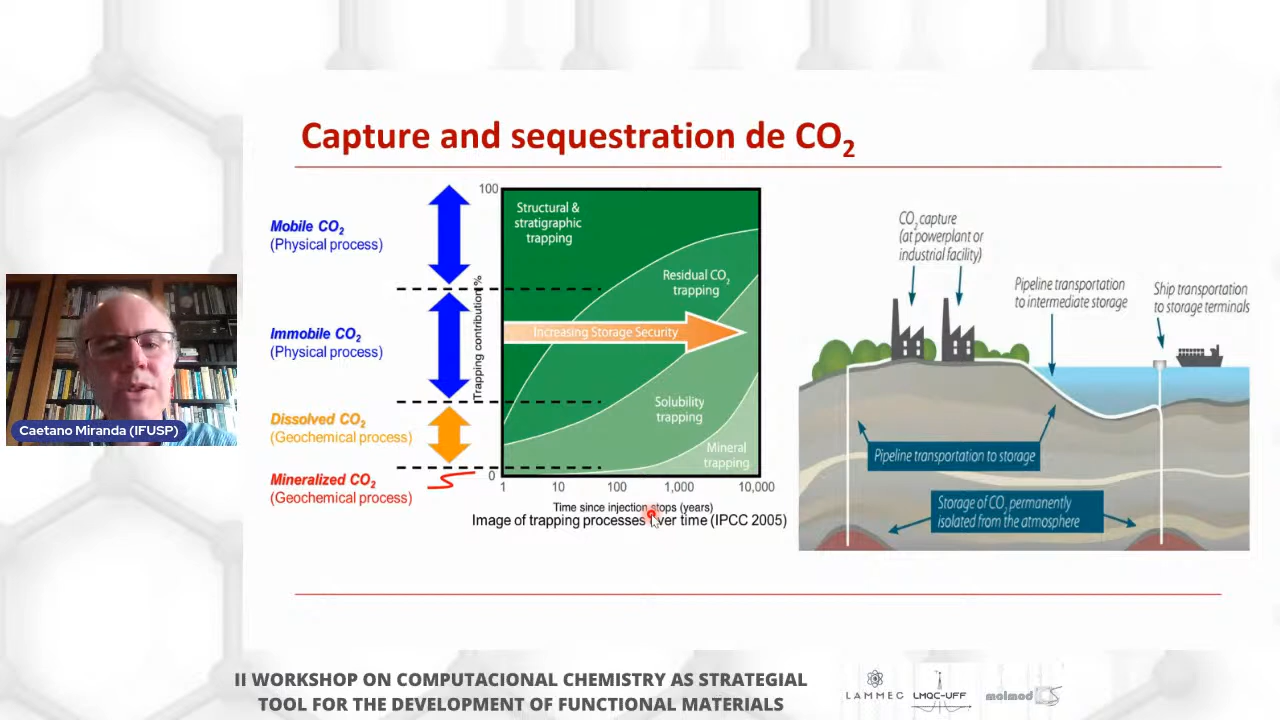 Capture and sequestration de CO2
Mobile CO2
(Physical process)
Immobile CO2
(Physical process)
Dissolved CO2
(Geochemical process)
Mineralized CO2
(Geochemical process)
100
Trapping contribution %
0
Structural &
stratigraphic
trapping
Residual CO2
trapping
Increasing Storage Security
Solubility
trapping
Mineral
trapping
1
10
100
1,000
10,000
Time since injection stops (years)
Image of trapping processes over time (IPCC 2005)
CO2 capture
(at powerplant or
industrial facility)
Pipeline transportation
to intermediate storage
Ship transportation
to storage terminals
Pipeline transportation to storage
Storage of CO2 permanently
isolated from the atmosphere
Caetano Miranda (IFUSP)
II WORKSHOP ON COMPUTACIONAL CHEMISTRY AS STRATEGIAL
TOOL FOR THE DEVELOPMENT OF FUNCTIONAL MATERIALS
LAMMEC
LMQC-UFF
molmod CS